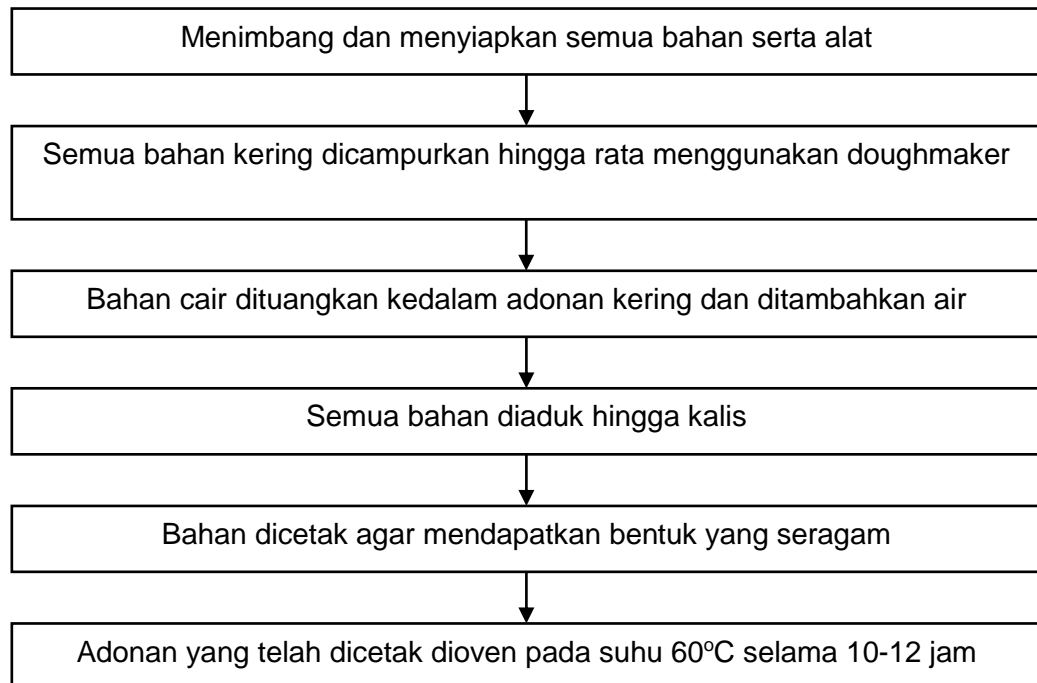 Menimbang dan menyiapkan semua bahan serta alat
Semua bahan kering dicampurkan hingga rata menggunakan doughmaker
Bahan cair dituangkan kedalam adonan kering dan ditambahkan air
Semua bahan diaduk hingga kalis
Bahan dicetak agar mendapatkan bentuk yang seragam
Adonan yang telah dicetak dioven pada suhu 60°C selama 10-12 jam